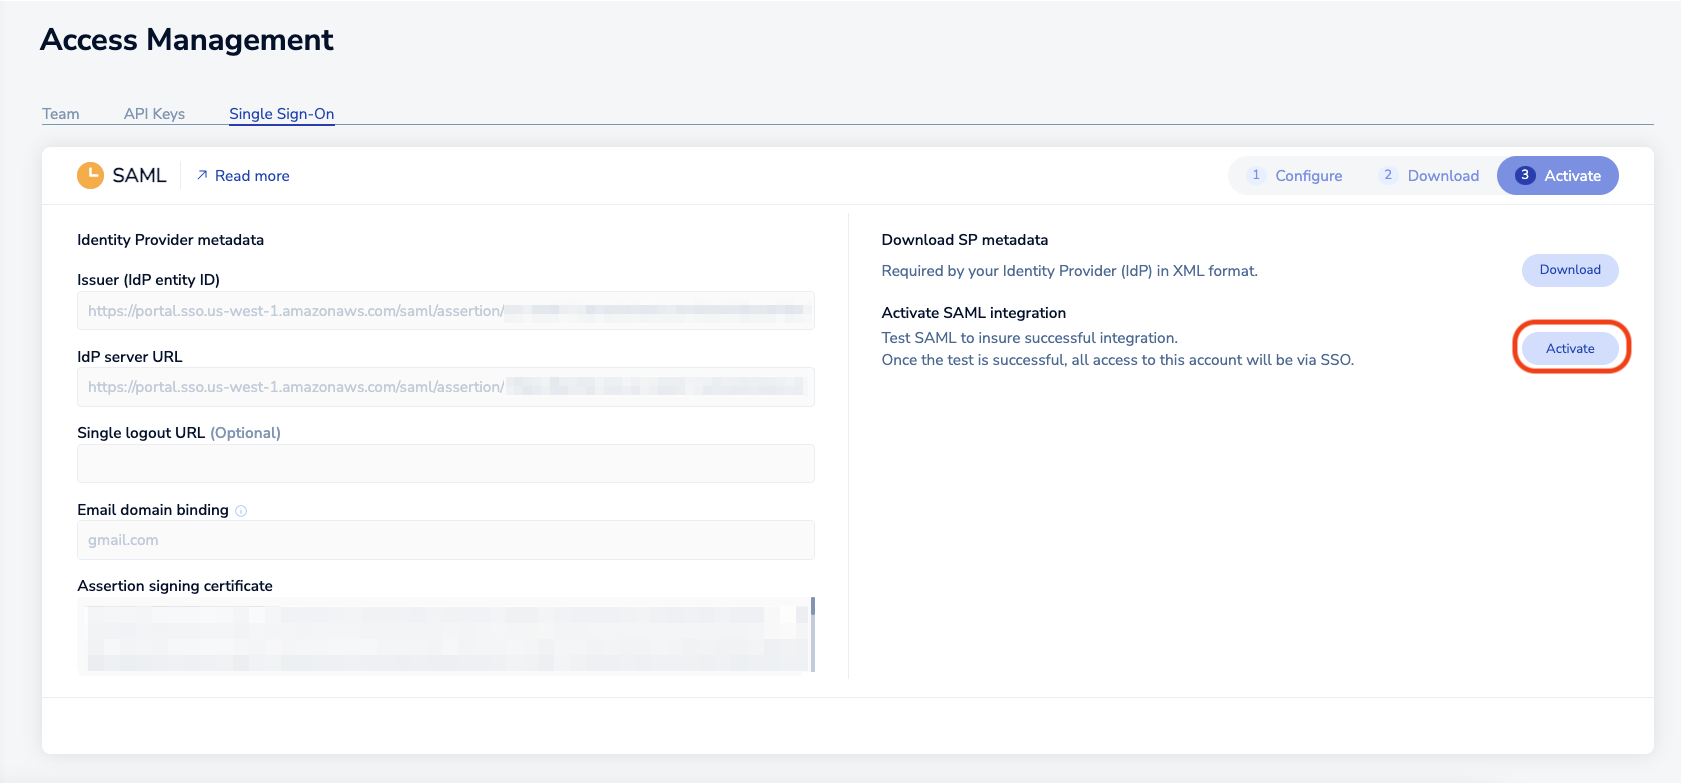 Access Management
Team API Keys Single Sign-On
SAML Read more 1 Configure 2 Download 3 Activate
Identity Provider metadata
Issuer (IdP entity ID)
https://portal.sso.us-west-1.amazonaws.com/saml/assertion/
IdP server URL
https://portal.sso.us-west-1.amazonaws.com/saml/assertion/
Single logout URL (Optional)
Email domain binding
gmail.com
Assertion signing certificate
Download SP metadata
Required by your Identity Provider (IdP) in XML format.
Download
Activate SAML integration
Test SAML to insure successful integration.
Once the test is successful, all access to this account will be via SSO.
Activate